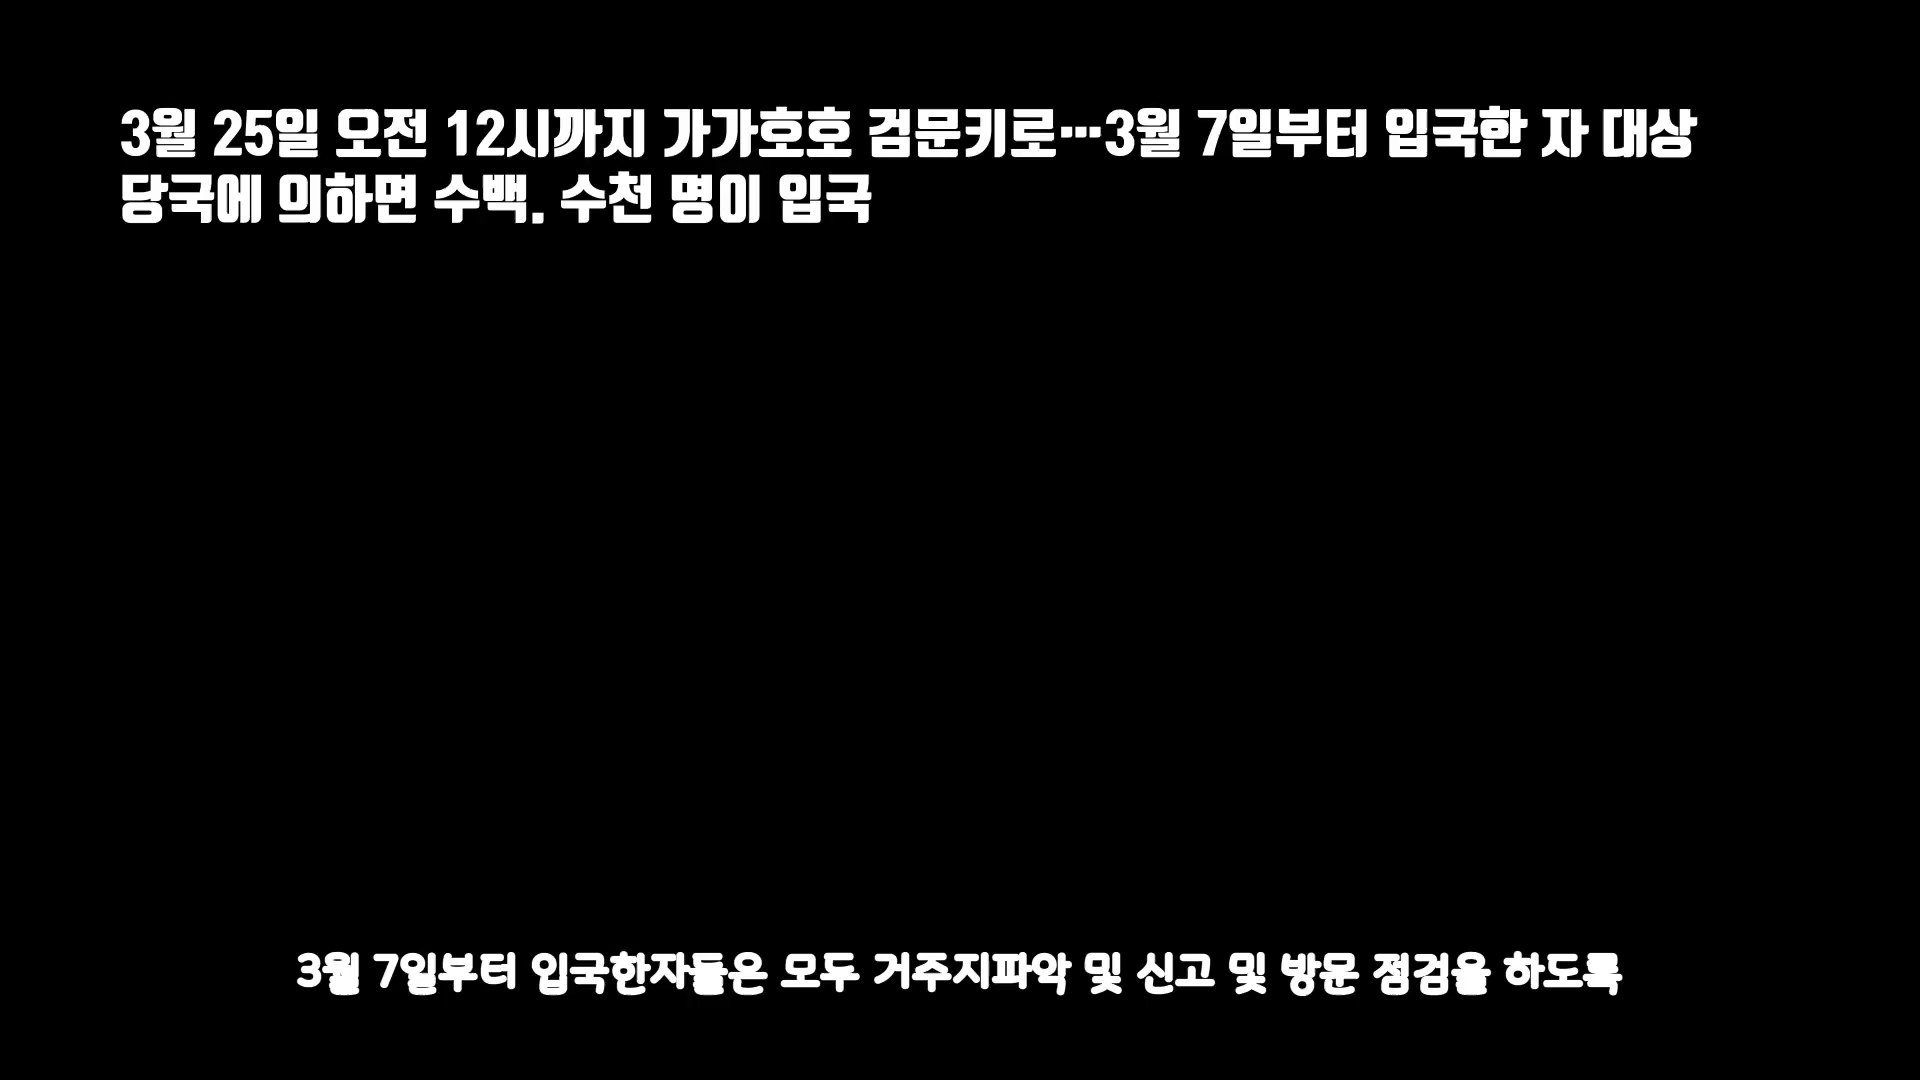 3월 25일 오전 12시까지 가가호호 검문키로…3월 7일부터 입국한 자 대상
당국에 의하면 수백. 수천 명이 입국
3월 7일부터 입국한자들은 모두 거주지파악 및 신고 및 방문 점검을 하도록